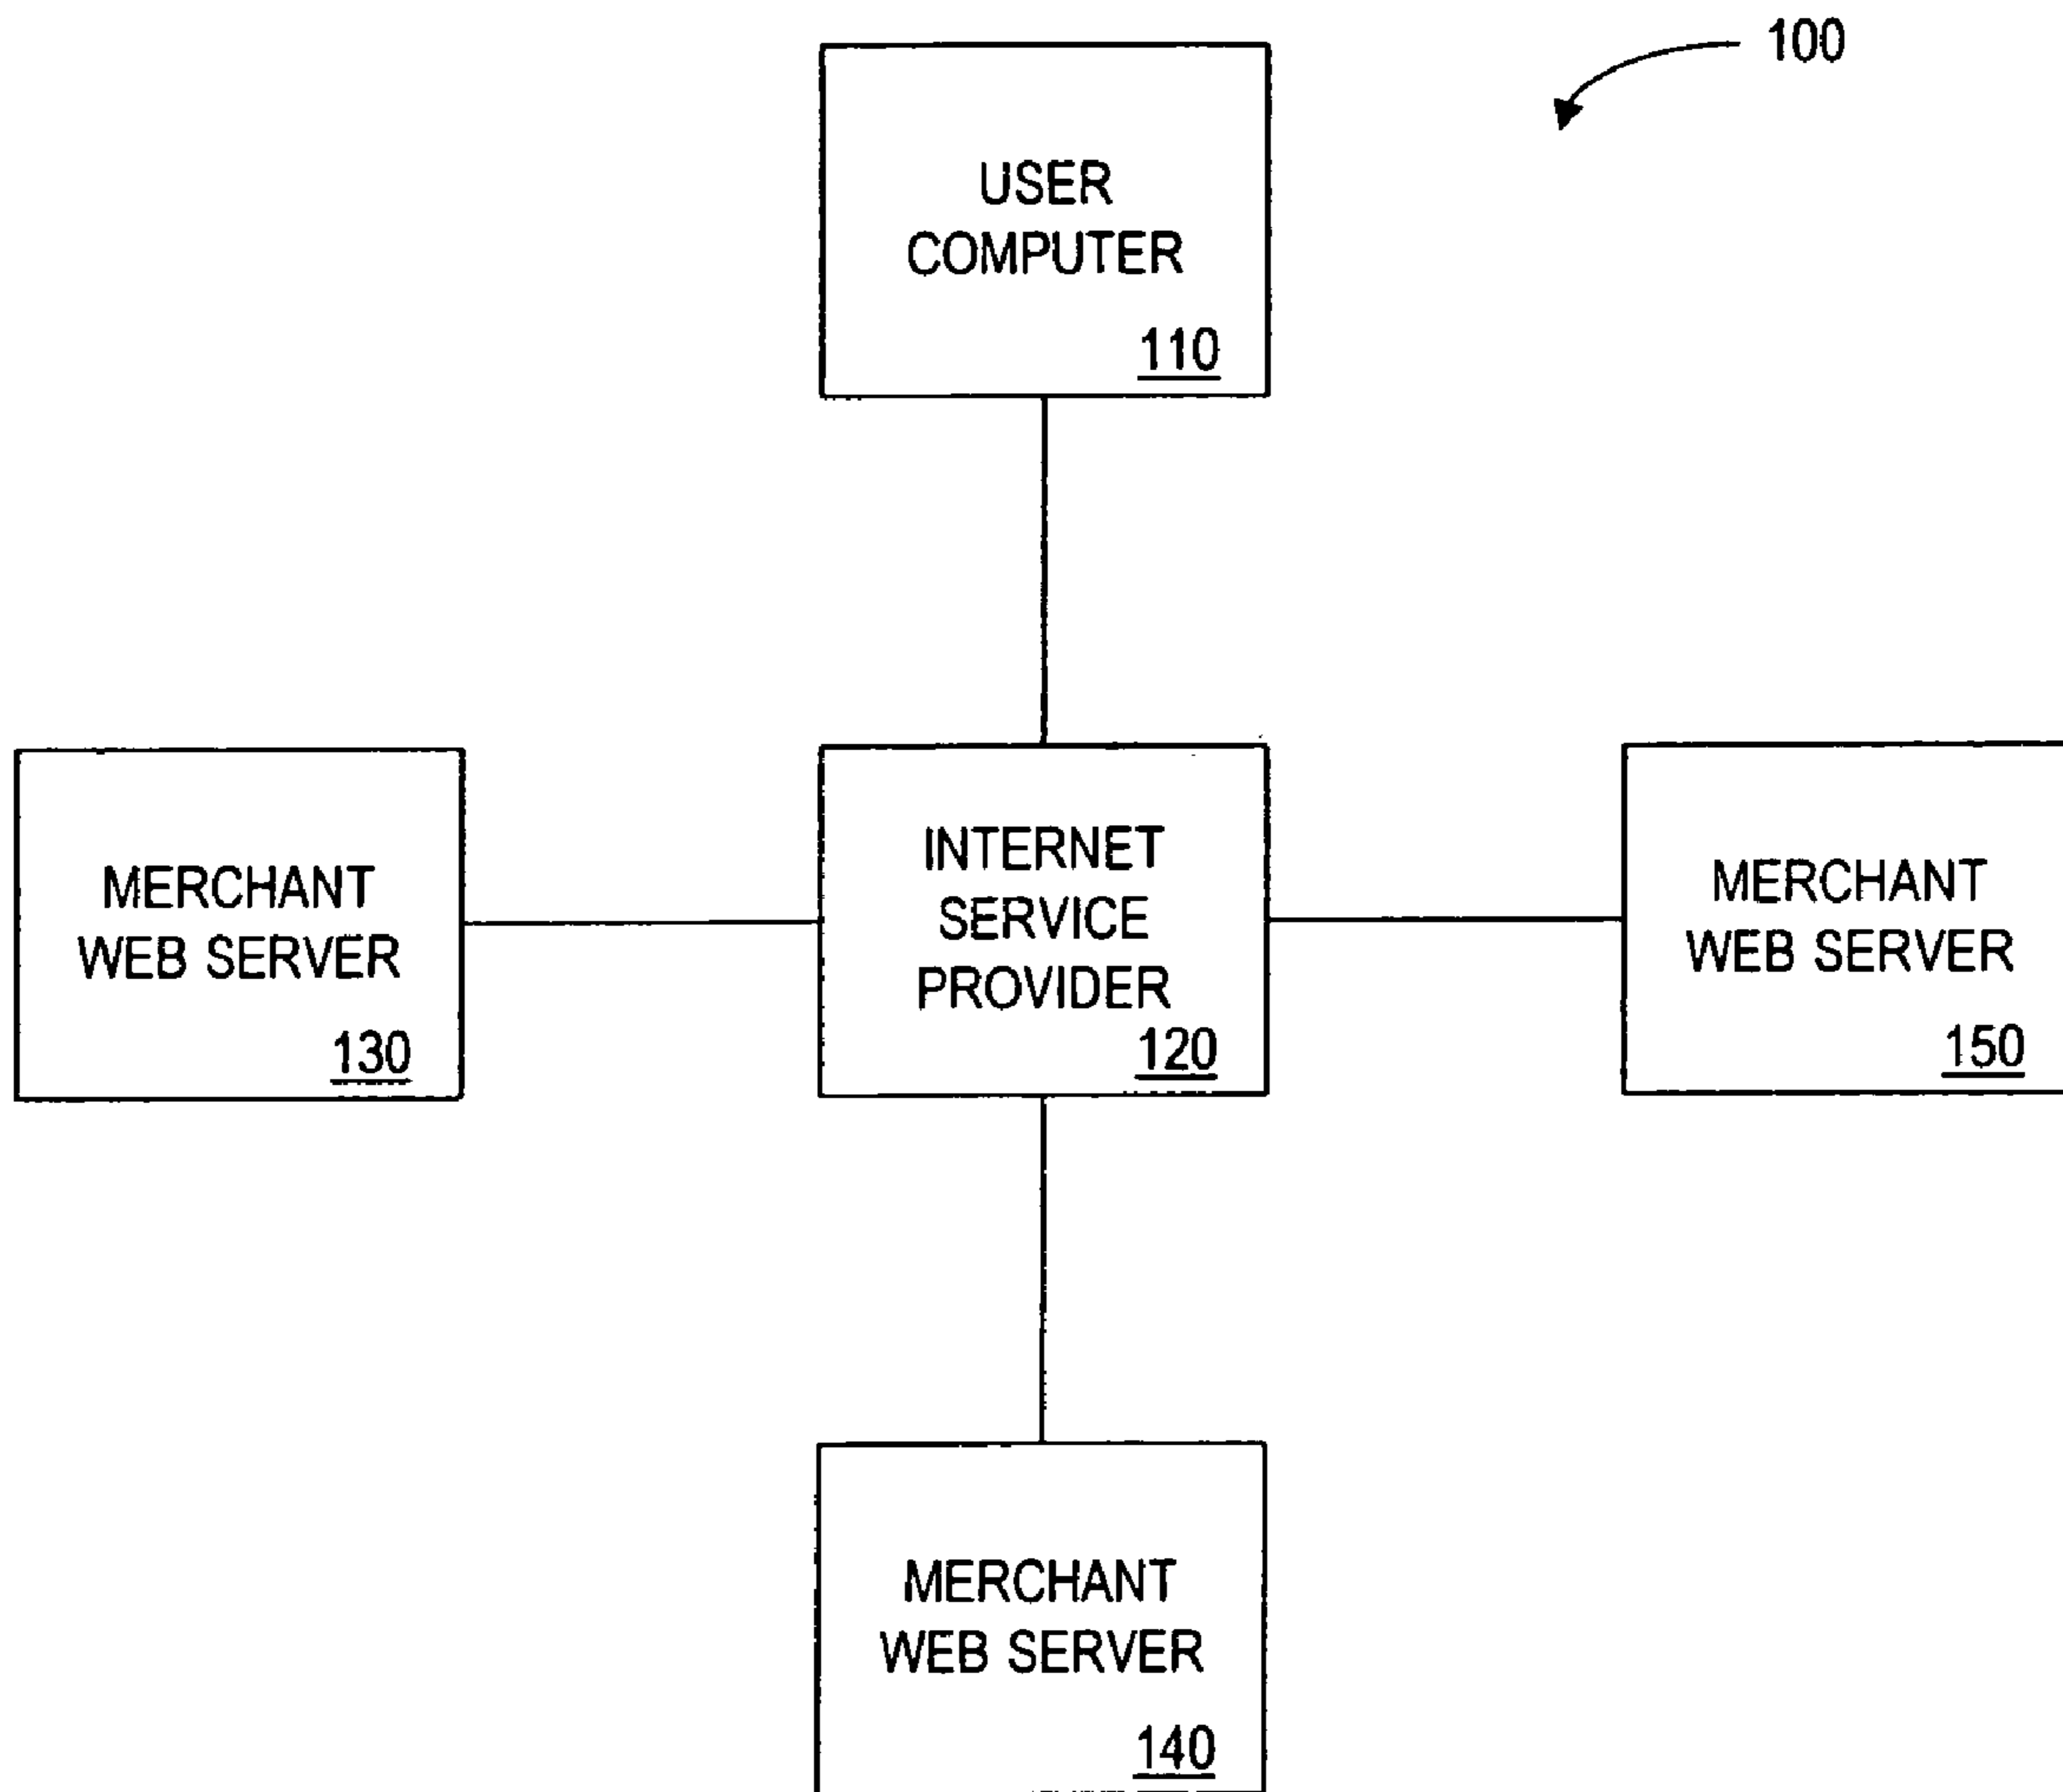 100
USER
COMPUTER
110
MERCHANT
WEB SERVER
130
INTERNET
SERVICE
PROVIDER
120
MERCHANT
WEB SERVER
150
MERCHANT
WEB SERVER
140